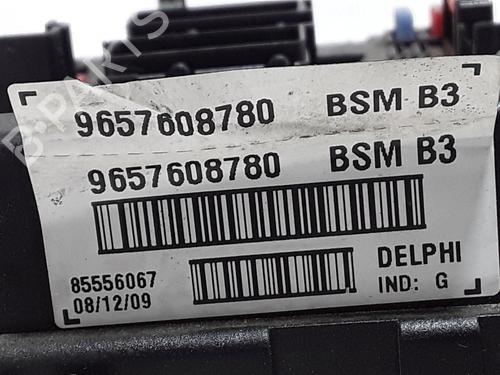 B-PARTS
9657608780 BSM B3
9657608780 BSM B3
85556067 DELPHI
08/12/09 IND: G